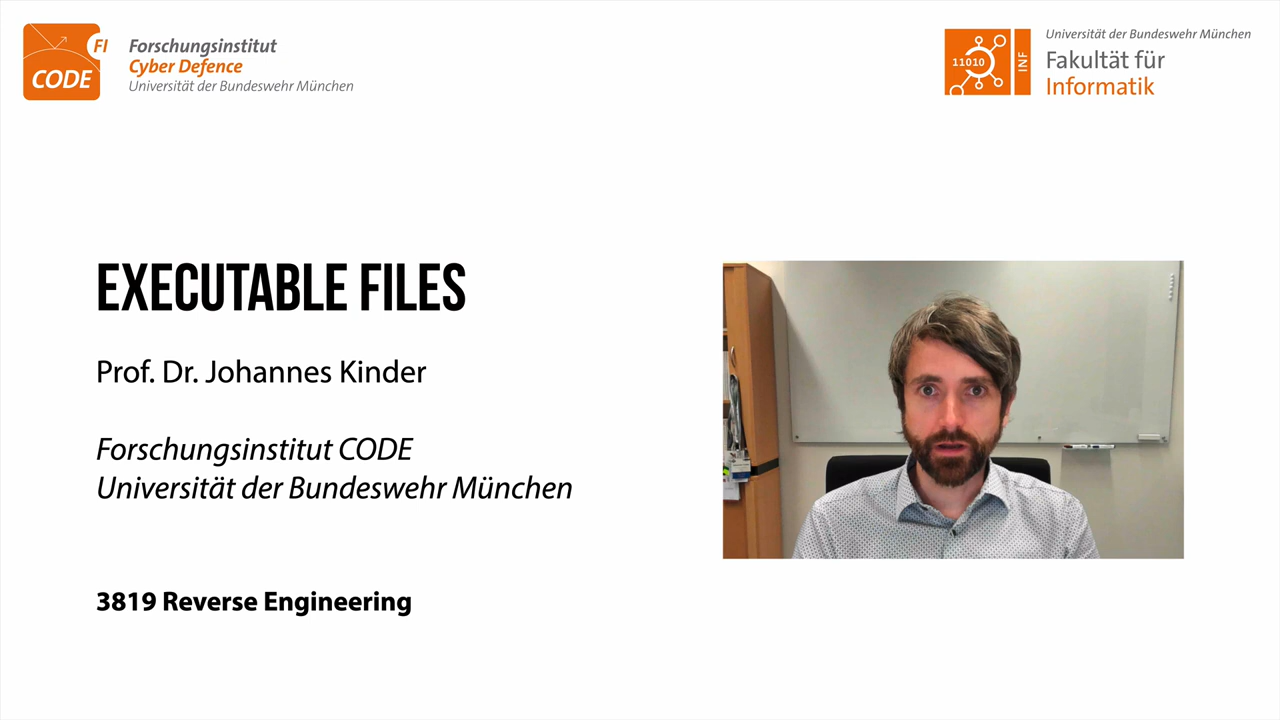 FI
CODE
Forschungsinstitut
Cyber Defence
Universität der Bundeswehr München
11010
INF
Universität der Bundeswehr München
Fakultät für
Informatik
EXECUTABLE FILES
Prof. Dr. Johannes Kinder
Forschungsinstitut CODE
Universität der Bundeswehr München
3819 Reverse Engineering